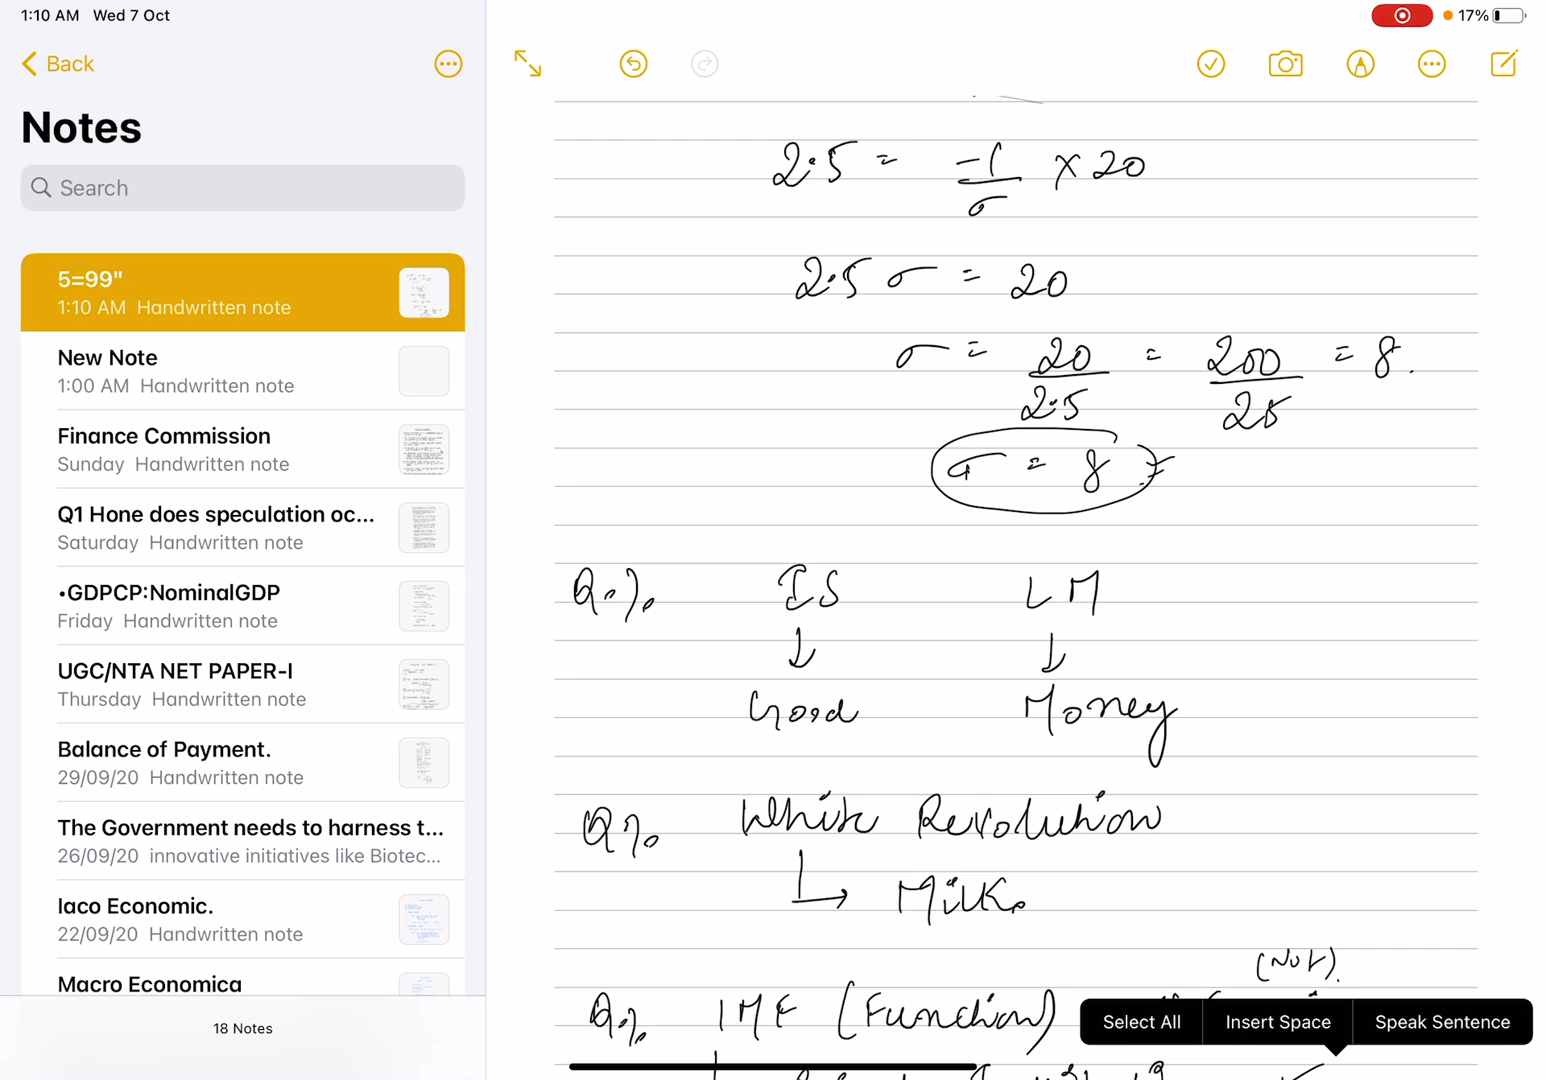 1:10 AM Wed 7 Oct
17%
Back
Notes
Search
5=99"
1:10 AM Handwritten note
New Note
1:00 AM Handwritten note
Finance Commission
Sunday Handwritten note
Q1 Hone does speculation oc...
Saturday Handwritten note
•GDPCP:NominalGDP
Friday Handwritten note
UGC/NTA NET PAPER-I
Thursday Handwritten note
Balance of Payment.
29/09/20 Handwritten note
The Government needs to harness t...
26/09/20 innovative initiatives like Biotec...
Iaco Economic.
22/09/20 Handwritten note
Macro Economica
18 Notes
2.5 = -1/σ × 20
2.5 σ = 20
σ = 20/2.5 = 200/25 = 8.
σ = 8
Q.%. IS LM
↓ ↓
Good Money
Q%. White Revolution
↳ Milk.
(Not).
Q.%. IMF (Function)
Select All Insert Space Speak Sentence